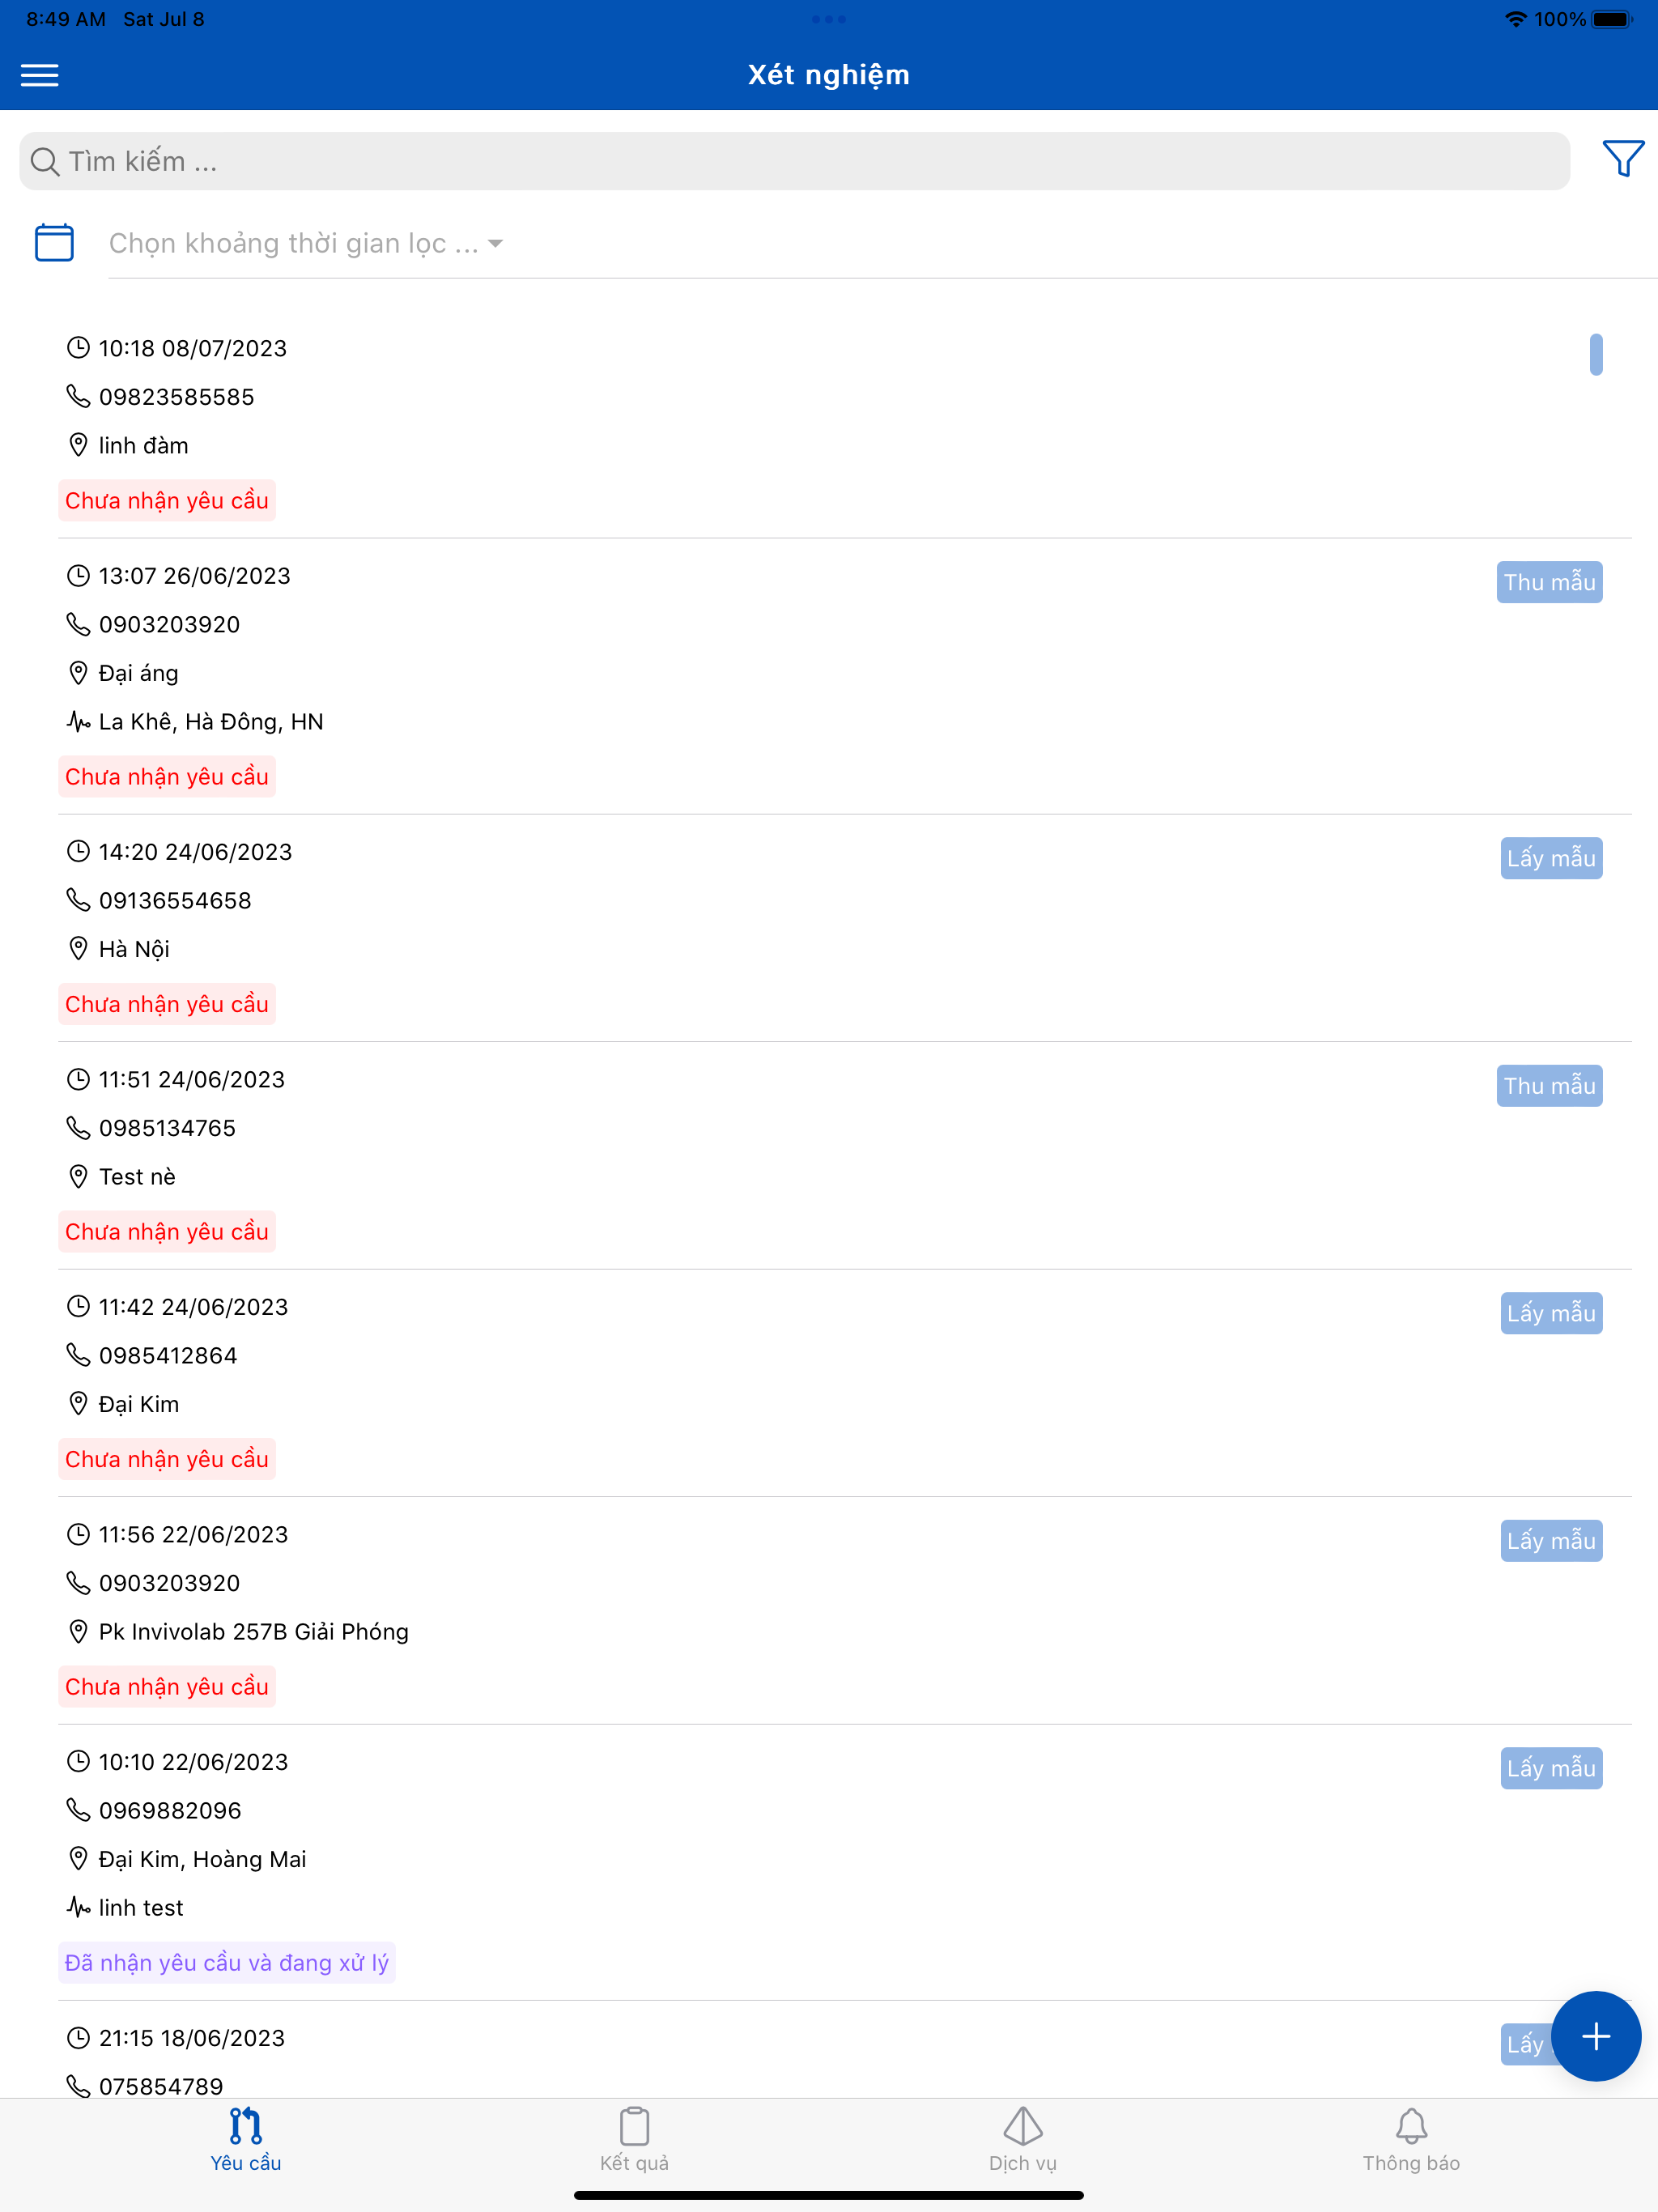 8:49 AM Sat Jul 8
100%
Xét nghiệm
Tìm kiếm ...
Chọn khoảng thời gian lọc ...
10:18 08/07/2023
09823585585
linh đàm
Chưa nhận yêu cầu
13:07 26/06/2023
Thu mẫu
0903203920
Đại áng
La Khê, Hà Đông, HN
Chưa nhận yêu cầu
14:20 24/06/2023
Lấy mẫu
09136554658
Hà Nội
Chưa nhận yêu cầu
11:51 24/06/2023
Thu mẫu
0985134765
Test nè
Chưa nhận yêu cầu
11:42 24/06/2023
Lấy mẫu
0985412864
Đại Kim
Chưa nhận yêu cầu
11:56 22/06/2023
Lấy mẫu
0903203920
Pk Invivolab 257B Giải Phóng
Chưa nhận yêu cầu
10:10 22/06/2023
Lấy mẫu
0969882096
Đại Kim, Hoàng Mai
linh test
Đã nhận yêu cầu và đang xử lý
21:15 18/06/2023
Lấy
075854789
Yêu cầu
Kết quả
Dịch vụ
Thông báo